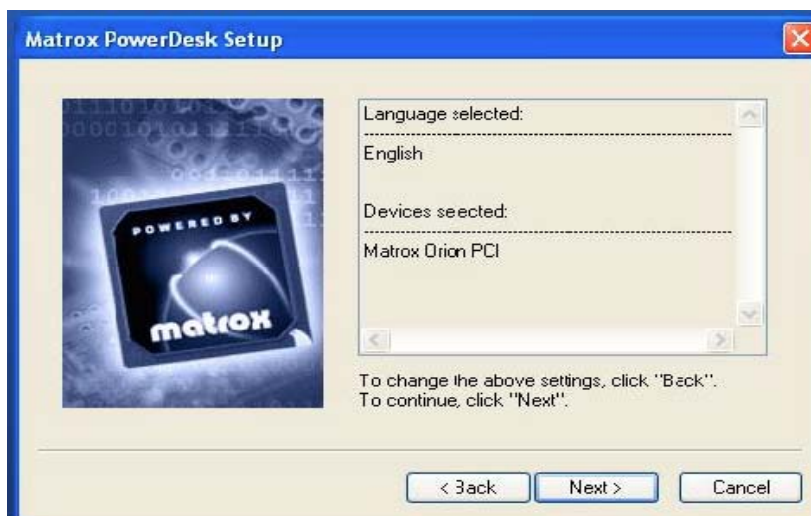 Matrox PowerDesk Setup
POWERED BY
matrox
Language selected:
English
Devices selected:
Matrox Orion PCI
To change the above settings, click "Back".
To continue, click "Next".
< Back
Next >
Cancel